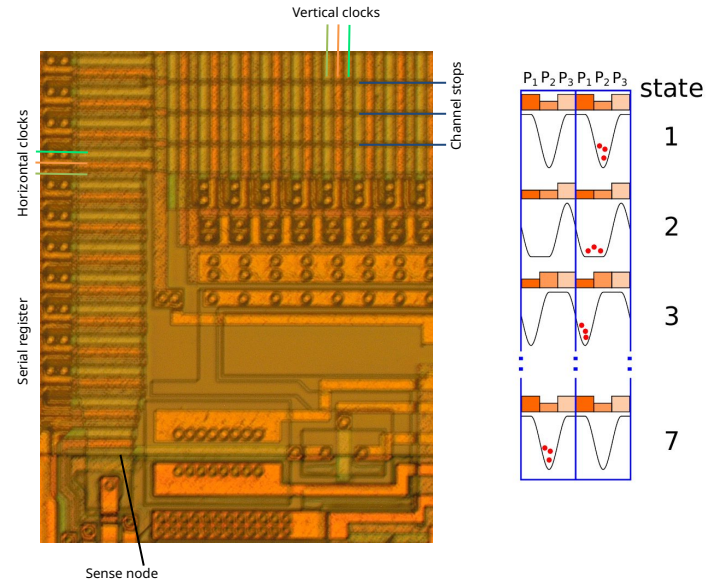 Vertical clocks
Channel stops
Horizontal clocks
Serial register
Sense node
P1 P2 P3 P1 P2 P3
state
1
2
3
7